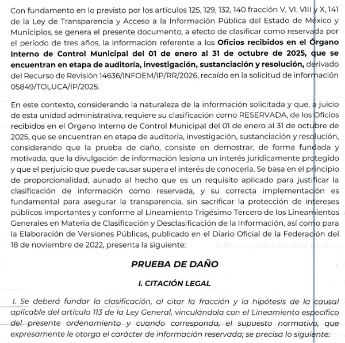 Con fundamento en lo previsto por los artículos 125, 129, 132, 140 fracción V, VI, VIII y X, 141
de la Ley de Transparencia y Acceso a la Información Pública del Estado de México y
Municipios, se genera el presente documento, a efecto de clasificar como reservada por
el periodo de tres años, la información referente a los Oficios recibidos en el Órgano
Interno de Control Municipal del 01 de enero al 31 de octubre de 2025, que se
encuentran en etapa de auditoría, investigación, sustanciación y resolución, derivado
del Recurso de Revisión 14636/INFOEM/IP/RR/2026, recaído en la solicitud de información
05849/TOLUCA/IP/2025.
En este contexto, considerando la naturaleza de la información solicitada y que, a juicio
de esta unidad administrativa, requiere su clasificación como RESERVADA, de los Oficios
recibidos en el Órgano Interno de Control Municipal del 01 de enero al 31 de octubre de
2025, que se encuentran en etapa de auditoría, investigación, sustanciación y resolución,
considerando que la prueba de daño, consiste en demostrar, de forma fundada y
motivada, que la divulgación de información lesiona un interés jurídicamente protegido
y que el perjuicio que puede causar supera el interés de conocerla. Se basa en el principio
de proporcionalidad, aunado al hecho que es un requisito aplicado para justificar la
clasificación de información como reservada, y su correcta implementación es
fundamental para asegurar la transparencia, sin sacrificar la protección de intereses
públicos importantes y conforme al Lineamiento Trigésimo Tercero de los Lineamientos
Generales en Materia de Clasificación y Desclasificación de la Información, así como para
la Elaboración de Versiones Públicas, publicado en el Diario Oficial de la Federación del
18 de noviembre de 2022, presenta la siguiente:
PRUEBA DE DAÑO
I. CITACIÓN LEGAL
I. Se deberá fundar la clasificación, al citar la fracción y la hipótesis de la causal
aplicable del artículo 113 de la Ley General, vinculándola con el Lineamiento específico
del presente ordenamiento y cuando corresponda, el supuesto normativo, que
expresamente le otorga el carácter de información reservada; se precisa lo siguiente: